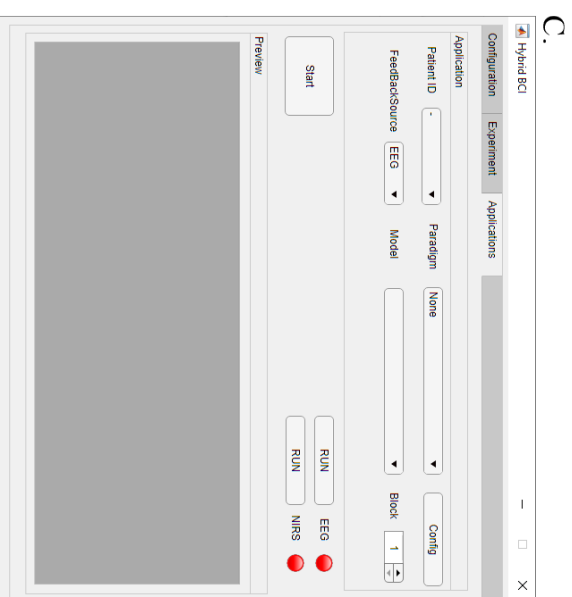 C.
Hybrid BCI
Configuration Experiment Applications
Application
Patient ID - Paradigm None Config
FeedBackSource EEG Model Block 1
Start RUN EEG
RUN NIRS
Preview